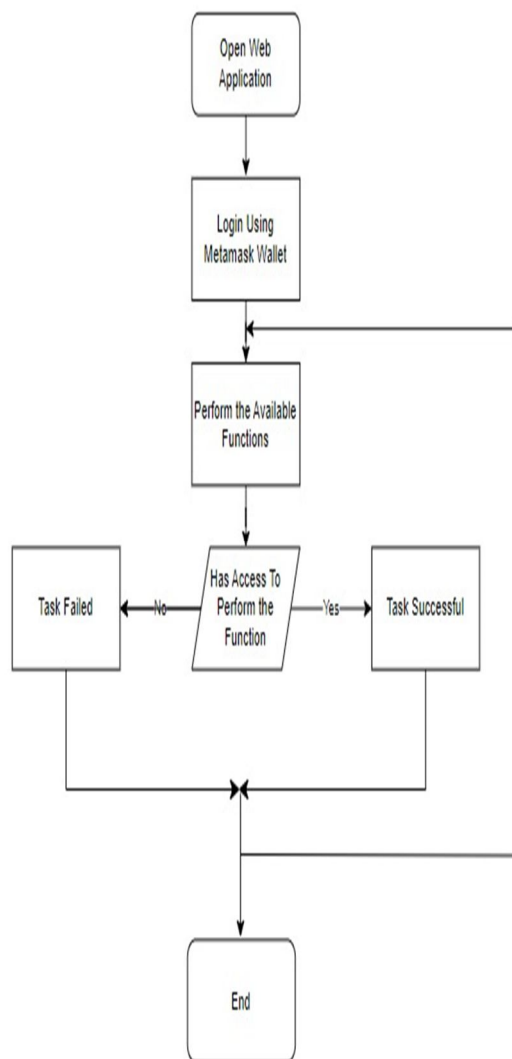 Open Web
Application
Login Using
Metamask Wallet
Perform the Available
Functions
Has Access To
Perform the
Function
No
Yes
Task Failed
Task Successful
End